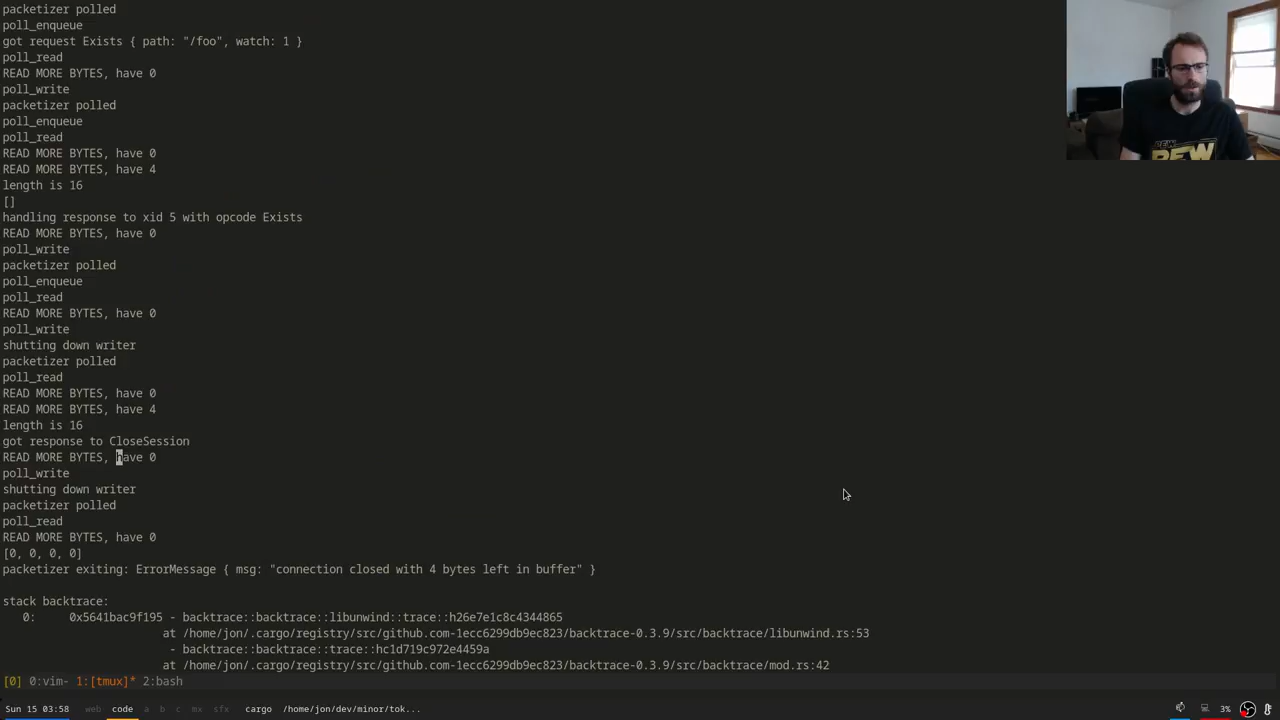 packetizer polled
poll_enqueue
got request Exists { path: "/foo", watch: 1 }
poll_read
READ MORE BYTES, have 0
poll_write
packetizer polled
poll_enqueue
poll_read
READ MORE BYTES, have 0
READ MORE BYTES, have 4
length is 16
[]
handling response to xid 5 with opcode Exists
READ MORE BYTES, have 0
poll_write
packetizer polled
poll_enqueue
poll_read
READ MORE BYTES, have 0
poll_write
shutting down writer
packetizer polled
poll_read
READ MORE BYTES, have 0
READ MORE BYTES, have 4
length is 16
got response to CloseSession
READ MORE BYTES, have 0
poll_write
shutting down writer
packetizer polled
poll_read
READ MORE BYTES, have 0
[0, 0, 0, 0]
packetizer exiting: ErrorMessage { msg: "connection closed with 4 bytes left in buffer" }
stack backtrace:
0: 0x5641bac9f195 - backtrace::backtrace::libunwind::trace::h26e7e1c8c4344865
at /home/jon/.cargo/registry/src/github.com-1ecc6299db9ec823/backtrace-0.3.9/src/backtrace/libunwind.rs:53
- backtrace::backtrace::trace::hc1d719c972e4459a
at /home/jon/.cargo/registry/src/github.com-1ecc6299db9ec823/backtrace-0.3.9/src/backtrace/mod.rs:42
[0] 0:vim- 1:[tmux]* 2:bash
Sun 15 03:58 web code a b c mx sfx cargo /home/jon/dev/minor/tok... 3%